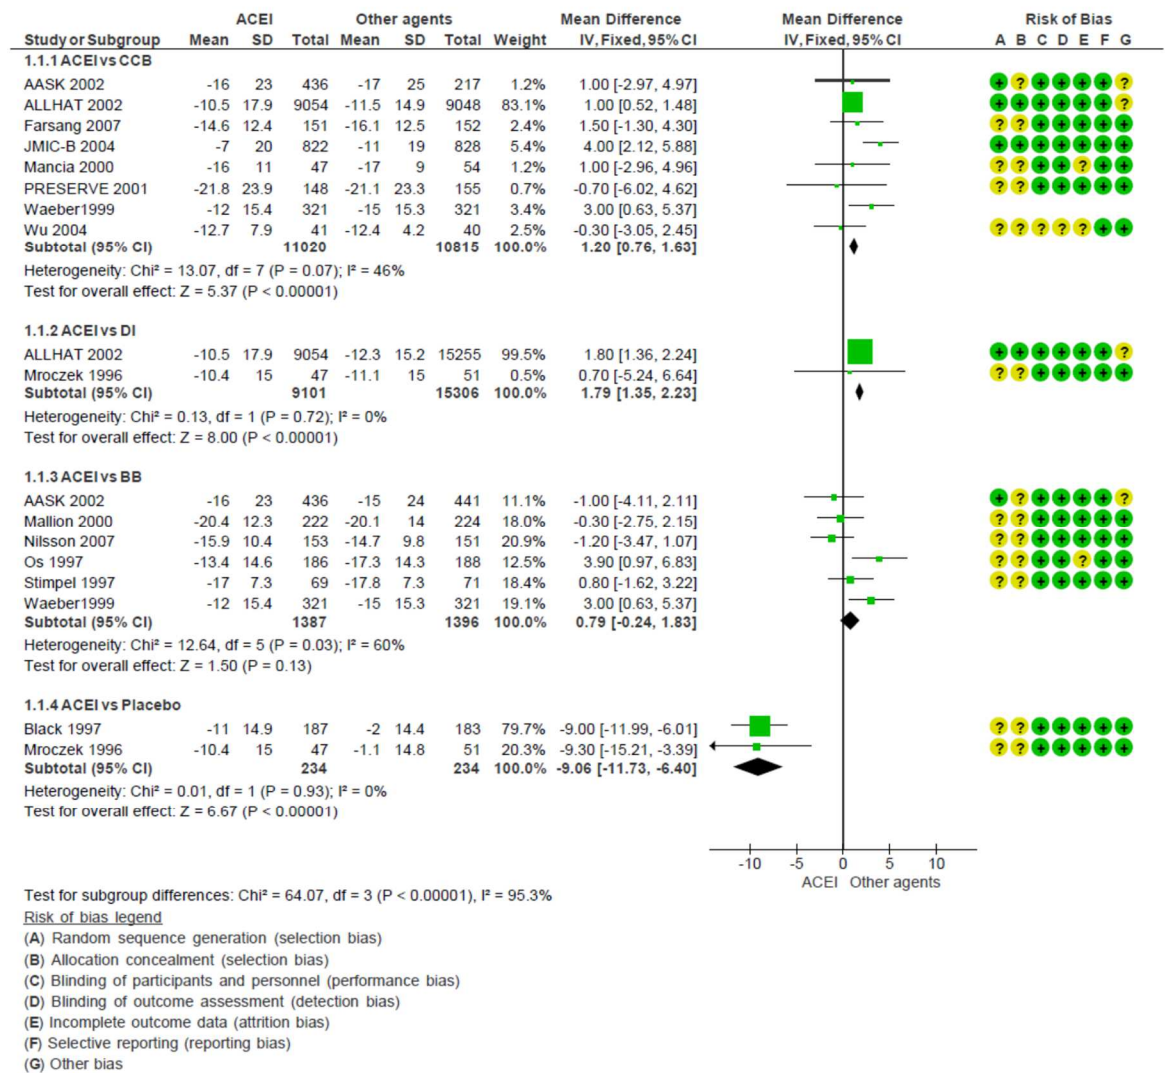 ACEI Other agents Mean Difference Mean Difference Risk of Bias
Study or Subgroup Mean SD Total Mean SD Total Weight IV, Fixed, 95% CI IV, Fixed, 95% CI A B C D E F G
1.1.1 ACEI vs CCB
AASK 2002 -16 23 436 -17 25 217 1.2% 1.00 [-2.97, 4.97] + ? + + + + ?
ALLHAT 2002 -10.5 17.9 9054 -11.5 14.9 9048 83.1% 1.00 [0.52, 1.48] + + + + + + ?
Farsang 2007 -14.6 12.4 151 -16.1 12.5 152 2.4% 1.50 [-1.30, 4.30] ? ? + + + + +
JMIC-B 2004 -7 20 822 -11 19 828 5.4% 4.00 [2.12, 5.88] + + + + + + +
Mancia 2000 -16 11 47 -17 9 54 1.2% 1.00 [-2.96, 4.96] ? ? + + ? + +
PRESERVE 2001 -21.8 23.9 148 -21.1 23.3 155 0.7% -0.70 [-6.02, 4.62] ? ? + + + + +
Waeber1999 -12 15.4 321 -15 15.3 321 3.4% 3.00 [0.63, 5.37]
Wu 2004 -12.7 7.9 41 -12.4 4.2 40 2.5% -0.30 [-3.05, 2.45] ? ? ? ? ? + +
Subtotal (95% CI) 11020 10815 100.0% 1.20 [0.76, 1.63]
Heterogeneity: Chi² = 13.07, df = 7 (P = 0.07); I² = 46%
Test for overall effect: Z = 5.37 (P < 0.00001)
1.1.2 ACEI vs DI
ALLHAT 2002 -10.5 17.9 9054 -12.3 15.2 15255 99.5% 1.80 [1.36, 2.24] + + + + + + ?
Mroczek 1996 -10.4 15 47 -11.1 15 51 0.5% 0.70 [-5.24, 6.64] ? ? + + + + +
Subtotal (95% CI) 9101 15306 100.0% 1.79 [1.35, 2.23]
Heterogeneity: Chi² = 0.13, df = 1 (P = 0.72); I² = 0%
Test for overall effect: Z = 8.00 (P < 0.00001)
1.1.3 ACEI vs BB
AASK 2002 -16 23 436 -15 24 441 11.1% -1.00 [-4.11, 2.11] + ? + + + + ?
Mallion 2000 -20.4 12.3 222 -20.1 14 224 18.0% -0.30 [-2.75, 2.15] ? ? + + + + +
Nilsson 2007 -15.9 10.4 153 -14.7 9.8 151 20.9% -1.20 [-3.47, 1.07] ? ? + + + + +
Os 1997 -13.4 14.6 186 -17.3 14.3 188 12.5% 3.90 [0.97, 6.83] ? ? + + ? + +
Stimpel 1997 -17 7.3 69 -17.8 7.3 71 18.4% 0.80 [-1.62, 3.22] ? ? + + + + +
Waeber1999 -12 15.4 321 -15 15.3 321 19.1% 3.00 [0.63, 5.37]
Subtotal (95% CI) 1387 1396 100.0% 0.79 [-0.24, 1.83]
Heterogeneity: Chi² = 12.64, df = 5 (P = 0.03); I² = 60%
Test for overall effect: Z = 1.50 (P = 0.13)
1.1.4 ACEI vs Placebo
Black 1997 -11 14.9 187 -2 14.4 183 79.7% -9.00 [-11.99, -6.01] ? ? + + + + +
Mroczek 1996 -10.4 15 47 -1.1 14.8 51 20.3% -9.30 [-15.21, -3.39] ? ? + + + + +
Subtotal (95% CI) 234 234 100.0% -9.06 [-11.73, -6.40]
Heterogeneity: Chi² = 0.01, df = 1 (P = 0.93); I² = 0%
Test for overall effect: Z = 6.67 (P < 0.00001)
-10 -5 0 5 10
ACEI Other agents
Test for subgroup differences: Chi² = 64.07, df = 3 (P < 0.00001), I² = 95.3%
Risk of bias legend
(A) Random sequence generation (selection bias)
(B) Allocation concealment (selection bias)
(C) Blinding of participants and personnel (performance bias)
(D) Blinding of outcome assessment (detection bias)
(E) Incomplete outcome data (attrition bias)
(F) Selective reporting (reporting bias)
(G) Other bias